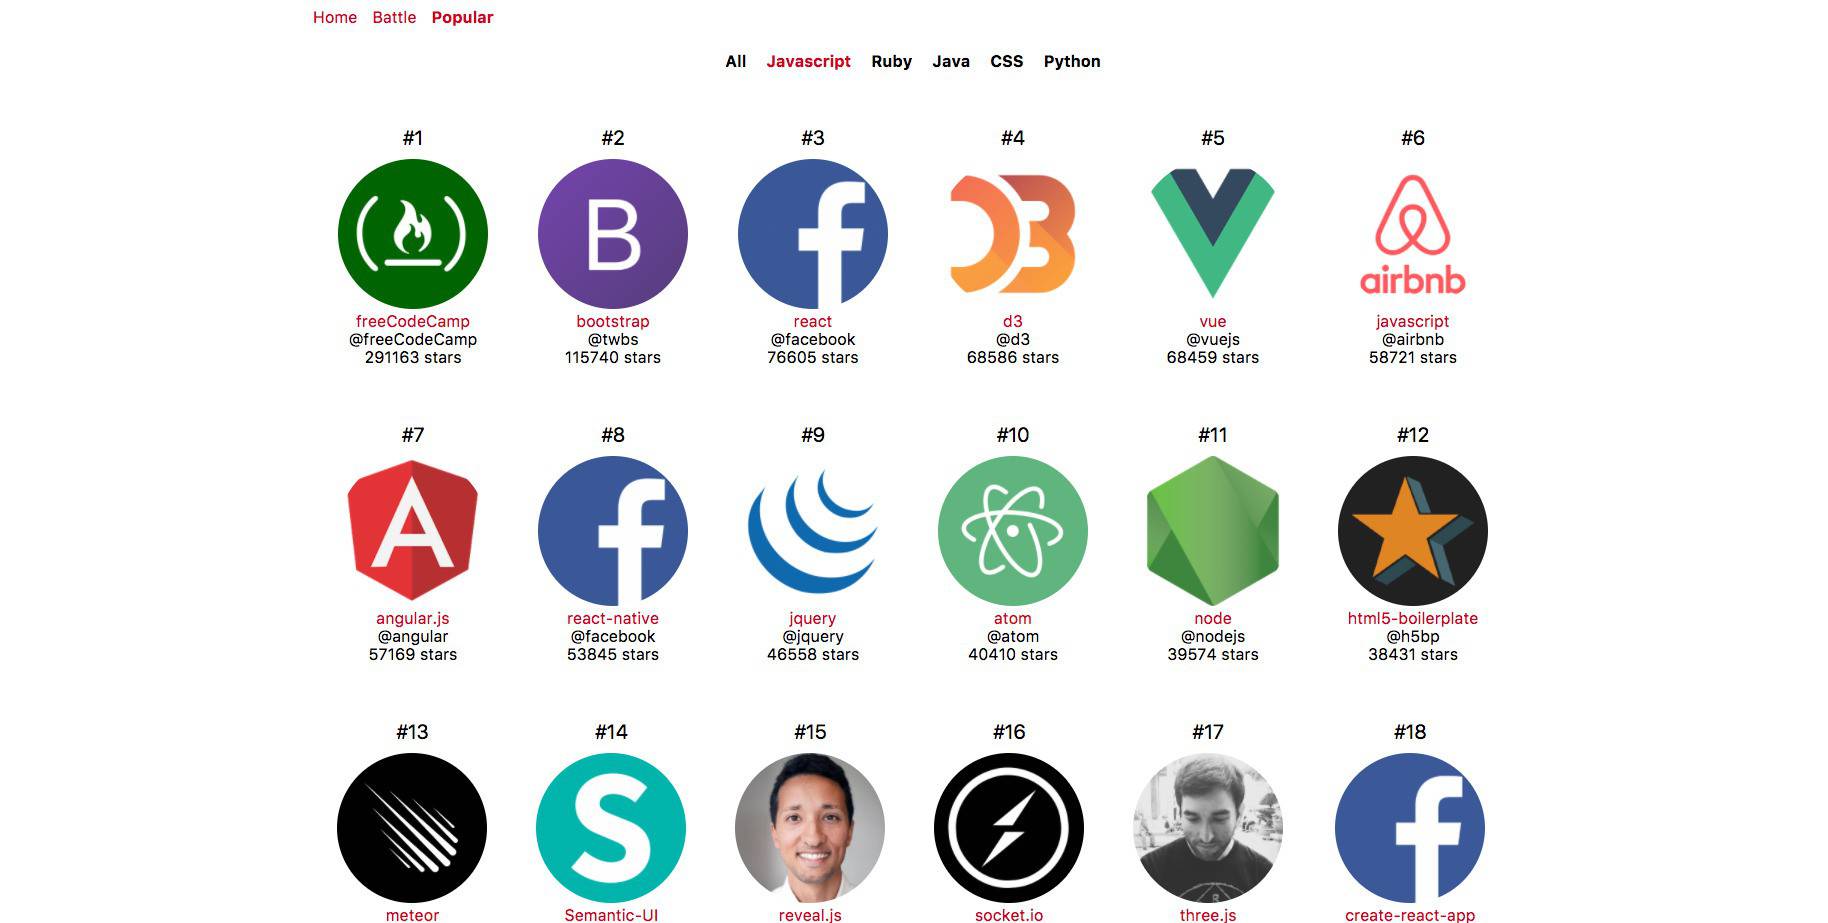 Home Battle Popular
All Javascript Ruby Java CSS Python
#1 #2 #3 #4 #5 #6
B
D3
airbnb
freeCodeCamp bootstrap react d3 vue javascript
@freeCodeCamp @twbs @facebook @d3 @vuejs @airbnb
291163 stars 115740 stars 76605 stars 68586 stars 68459 stars 58721 stars
#7 #8 #9 #10 #11 #12
A
angular.js react-native jquery atom node html5-boilerplate
@angular @facebook @jquery @atom @nodejs @h5bp
57169 stars 53845 stars 46558 stars 40410 stars 39574 stars 38431 stars
#13 #14 #15 #16 #17 #18
S
meteor Semantic-UI reveal.js socket.io three.js create-react-app